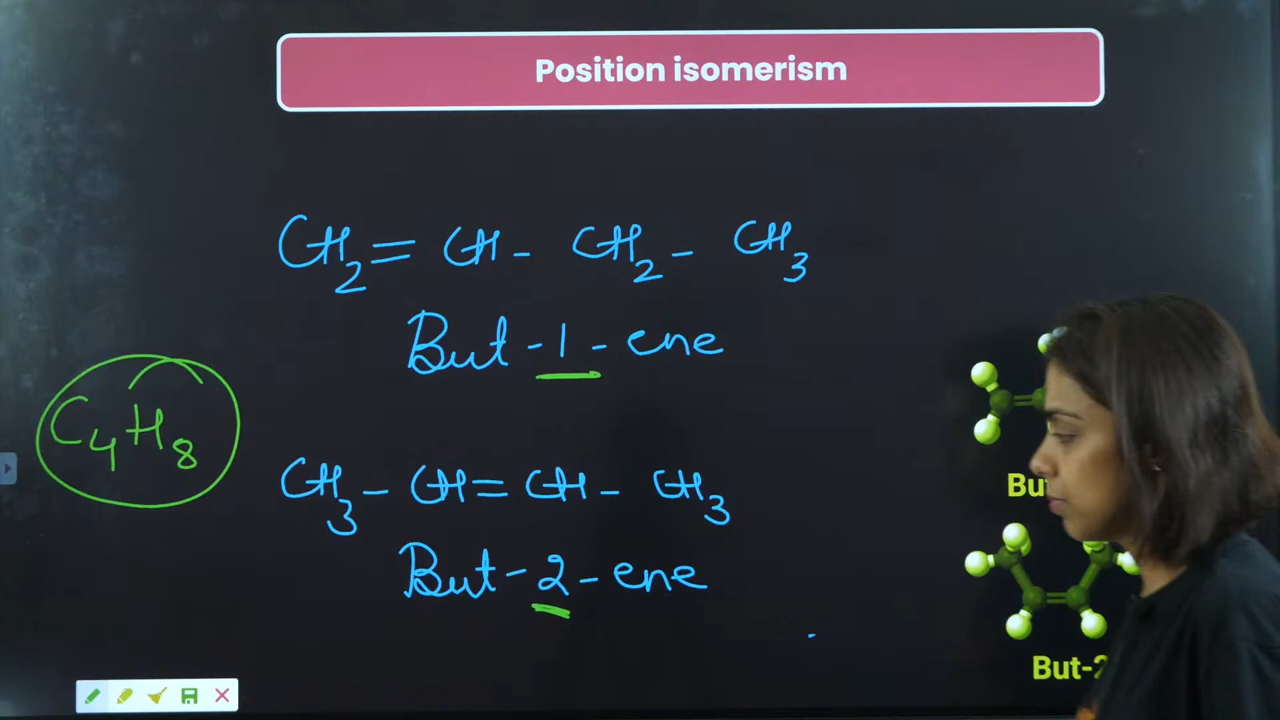 Position isomerism
CH₂ = CH - CH₂ - CH₃
But - 1 - ene
C₄H₈
CH₃ - CH = CH - CH₃
But - 2 - ene
But-2